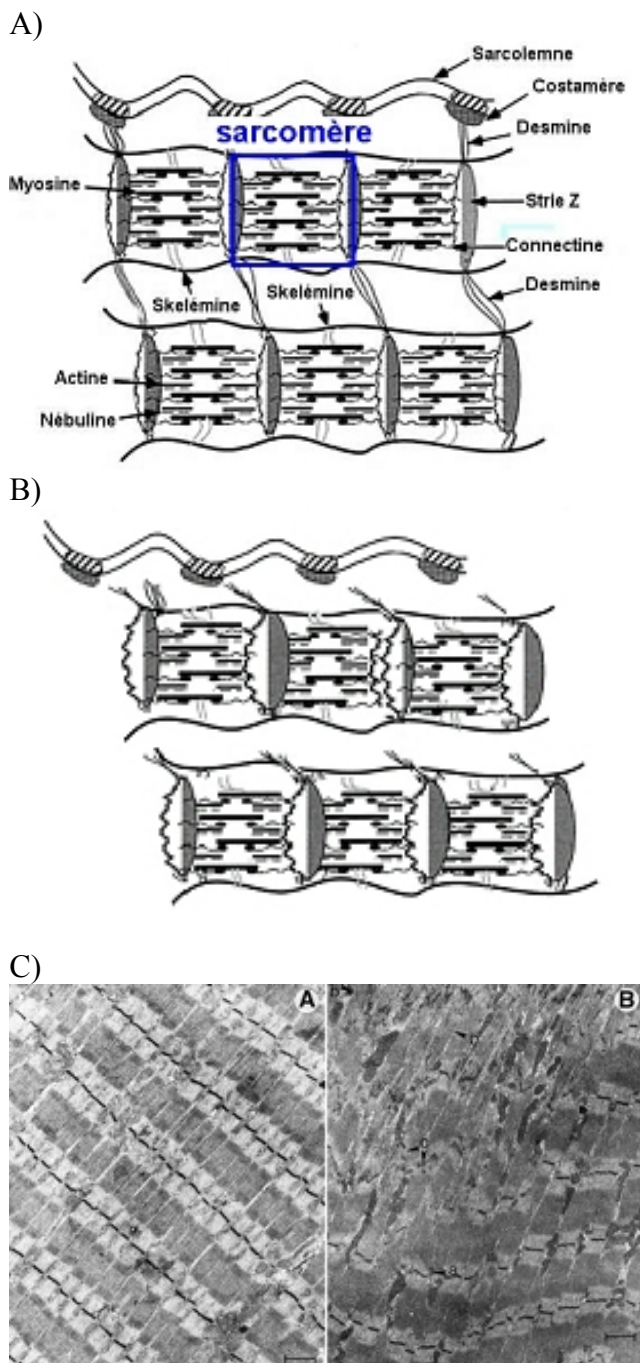 A)
Sarcolemne
Costamère
sarcomère
Desmine
Myosine
Strie Z
Connectine
Skelémine
Skelémine
Desmine
Actine
Nébuline
B)
C)
A
B